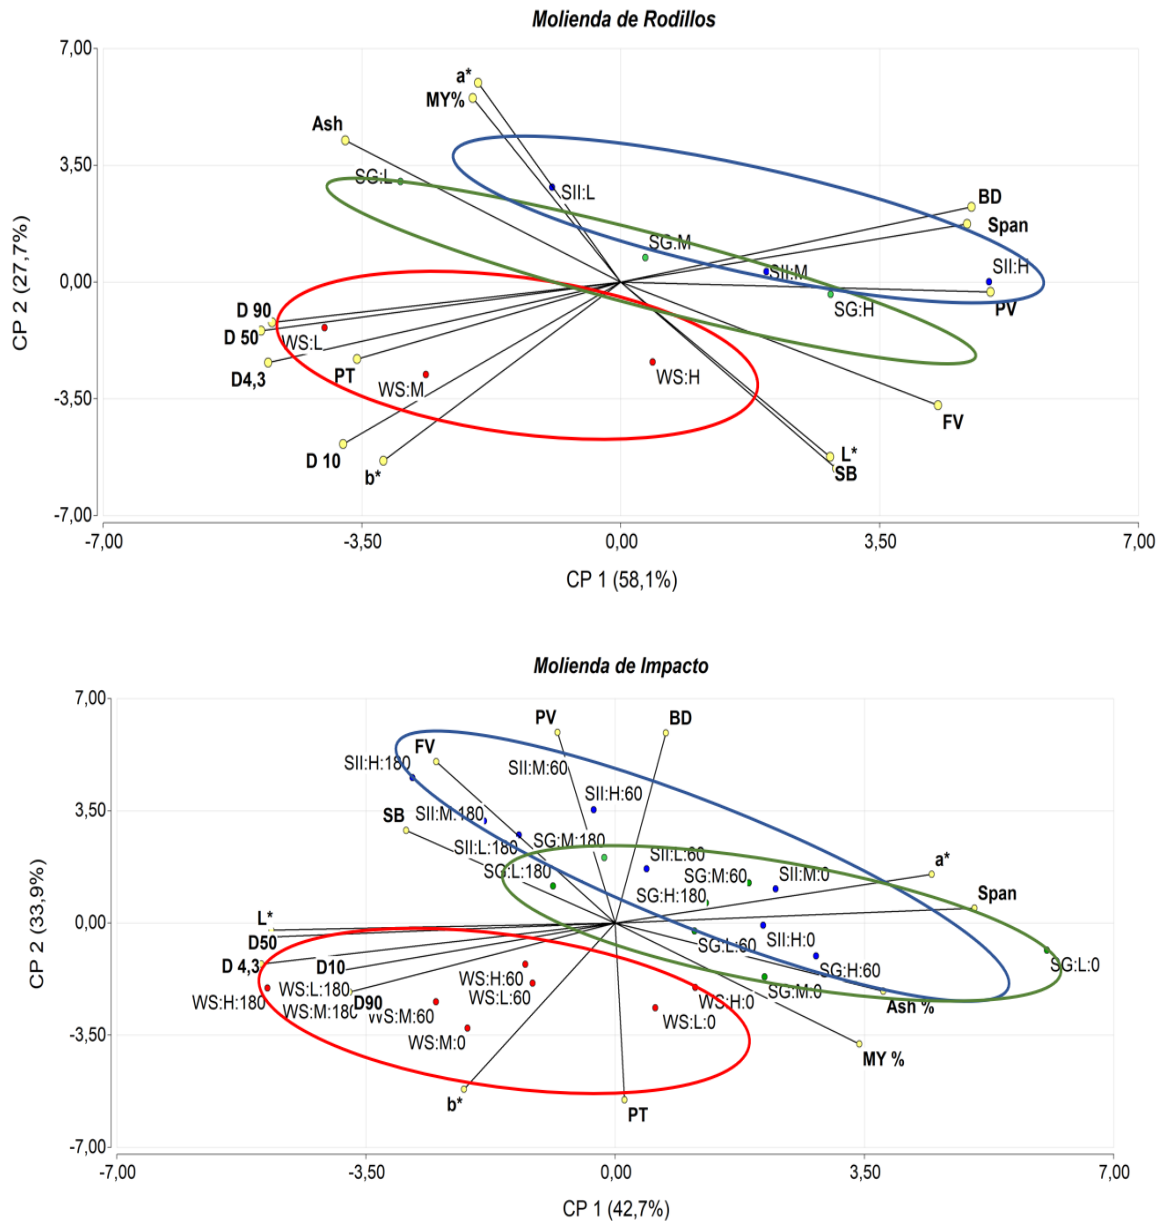 Molienda de Rodillos
7,00
a*
MY%
Ash
3,50
SG:L
SII:L
BD
Span
SG:M
SII:M
SII:H
CP 2 (27,7%)
0,00
PV
SG:H
D 90
D 50
WS:L
D4,3
PT
WS:M
WS:H
-3,50
FV
D 10
b*
L*
SB
-7,00
-7,00
-3,50
0,00
3,50
7,00
CP 1 (58,1%)
Molienda de Impacto
7,00
PV
BD
FV
SII:H:180
SII:M:60
SII:H:60
3,50
SB
SII:M:180
SII:L:180
SG:M:180
SII:L:60
SG:L:180
SG:M:60
SII:M:0
a*
SG:H:180
Span
CP 2 (33,9%)
0,00
L*
D50
SG:L:60
SII:H:0
D 4,3
D10
SG:H:60
SG:L:0
WS:H:180
WS:L:180
WS:H:60
WS:L:60
SG:M:0
WS:M:180
D90
WS:M:60
WS:H:0
WS:L:0
Ash %
-3,50
WS:M:0
MY %
b*
PT
-7,00
-7,00
-3,50
0,00
3,50
7,00
CP 1 (42,7%)